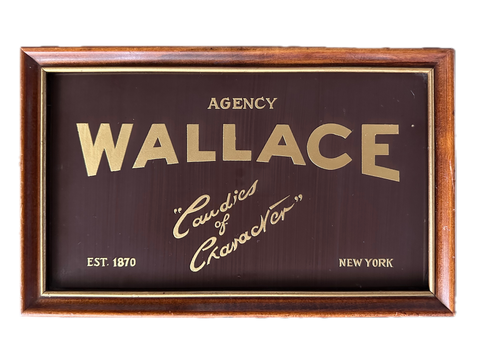 AGENCY
WALLACE
"Candies
of
Character"
EST. 1870
NEW YORK